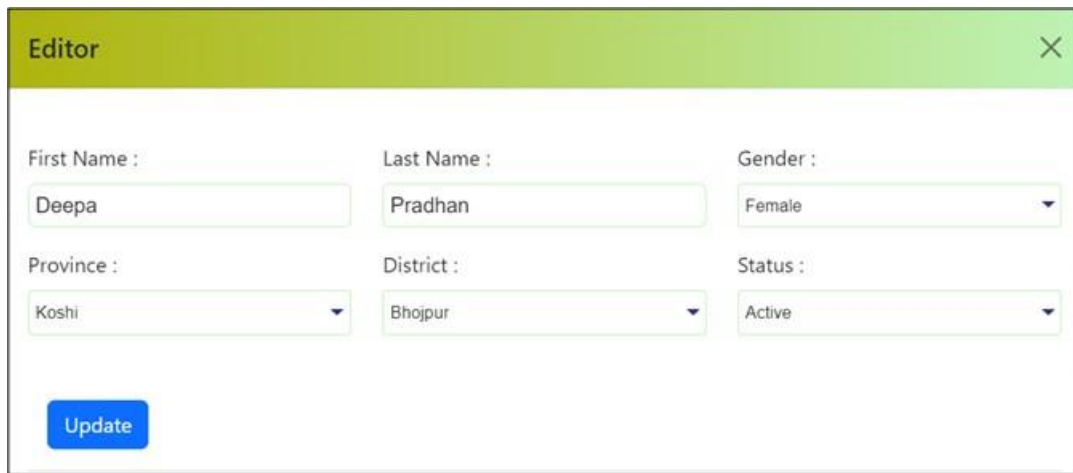 Editor
First Name : Last Name : Gender :
Deepa Pradhan Female
Province : District : Status :
Koshi Bhojpur Active
Update